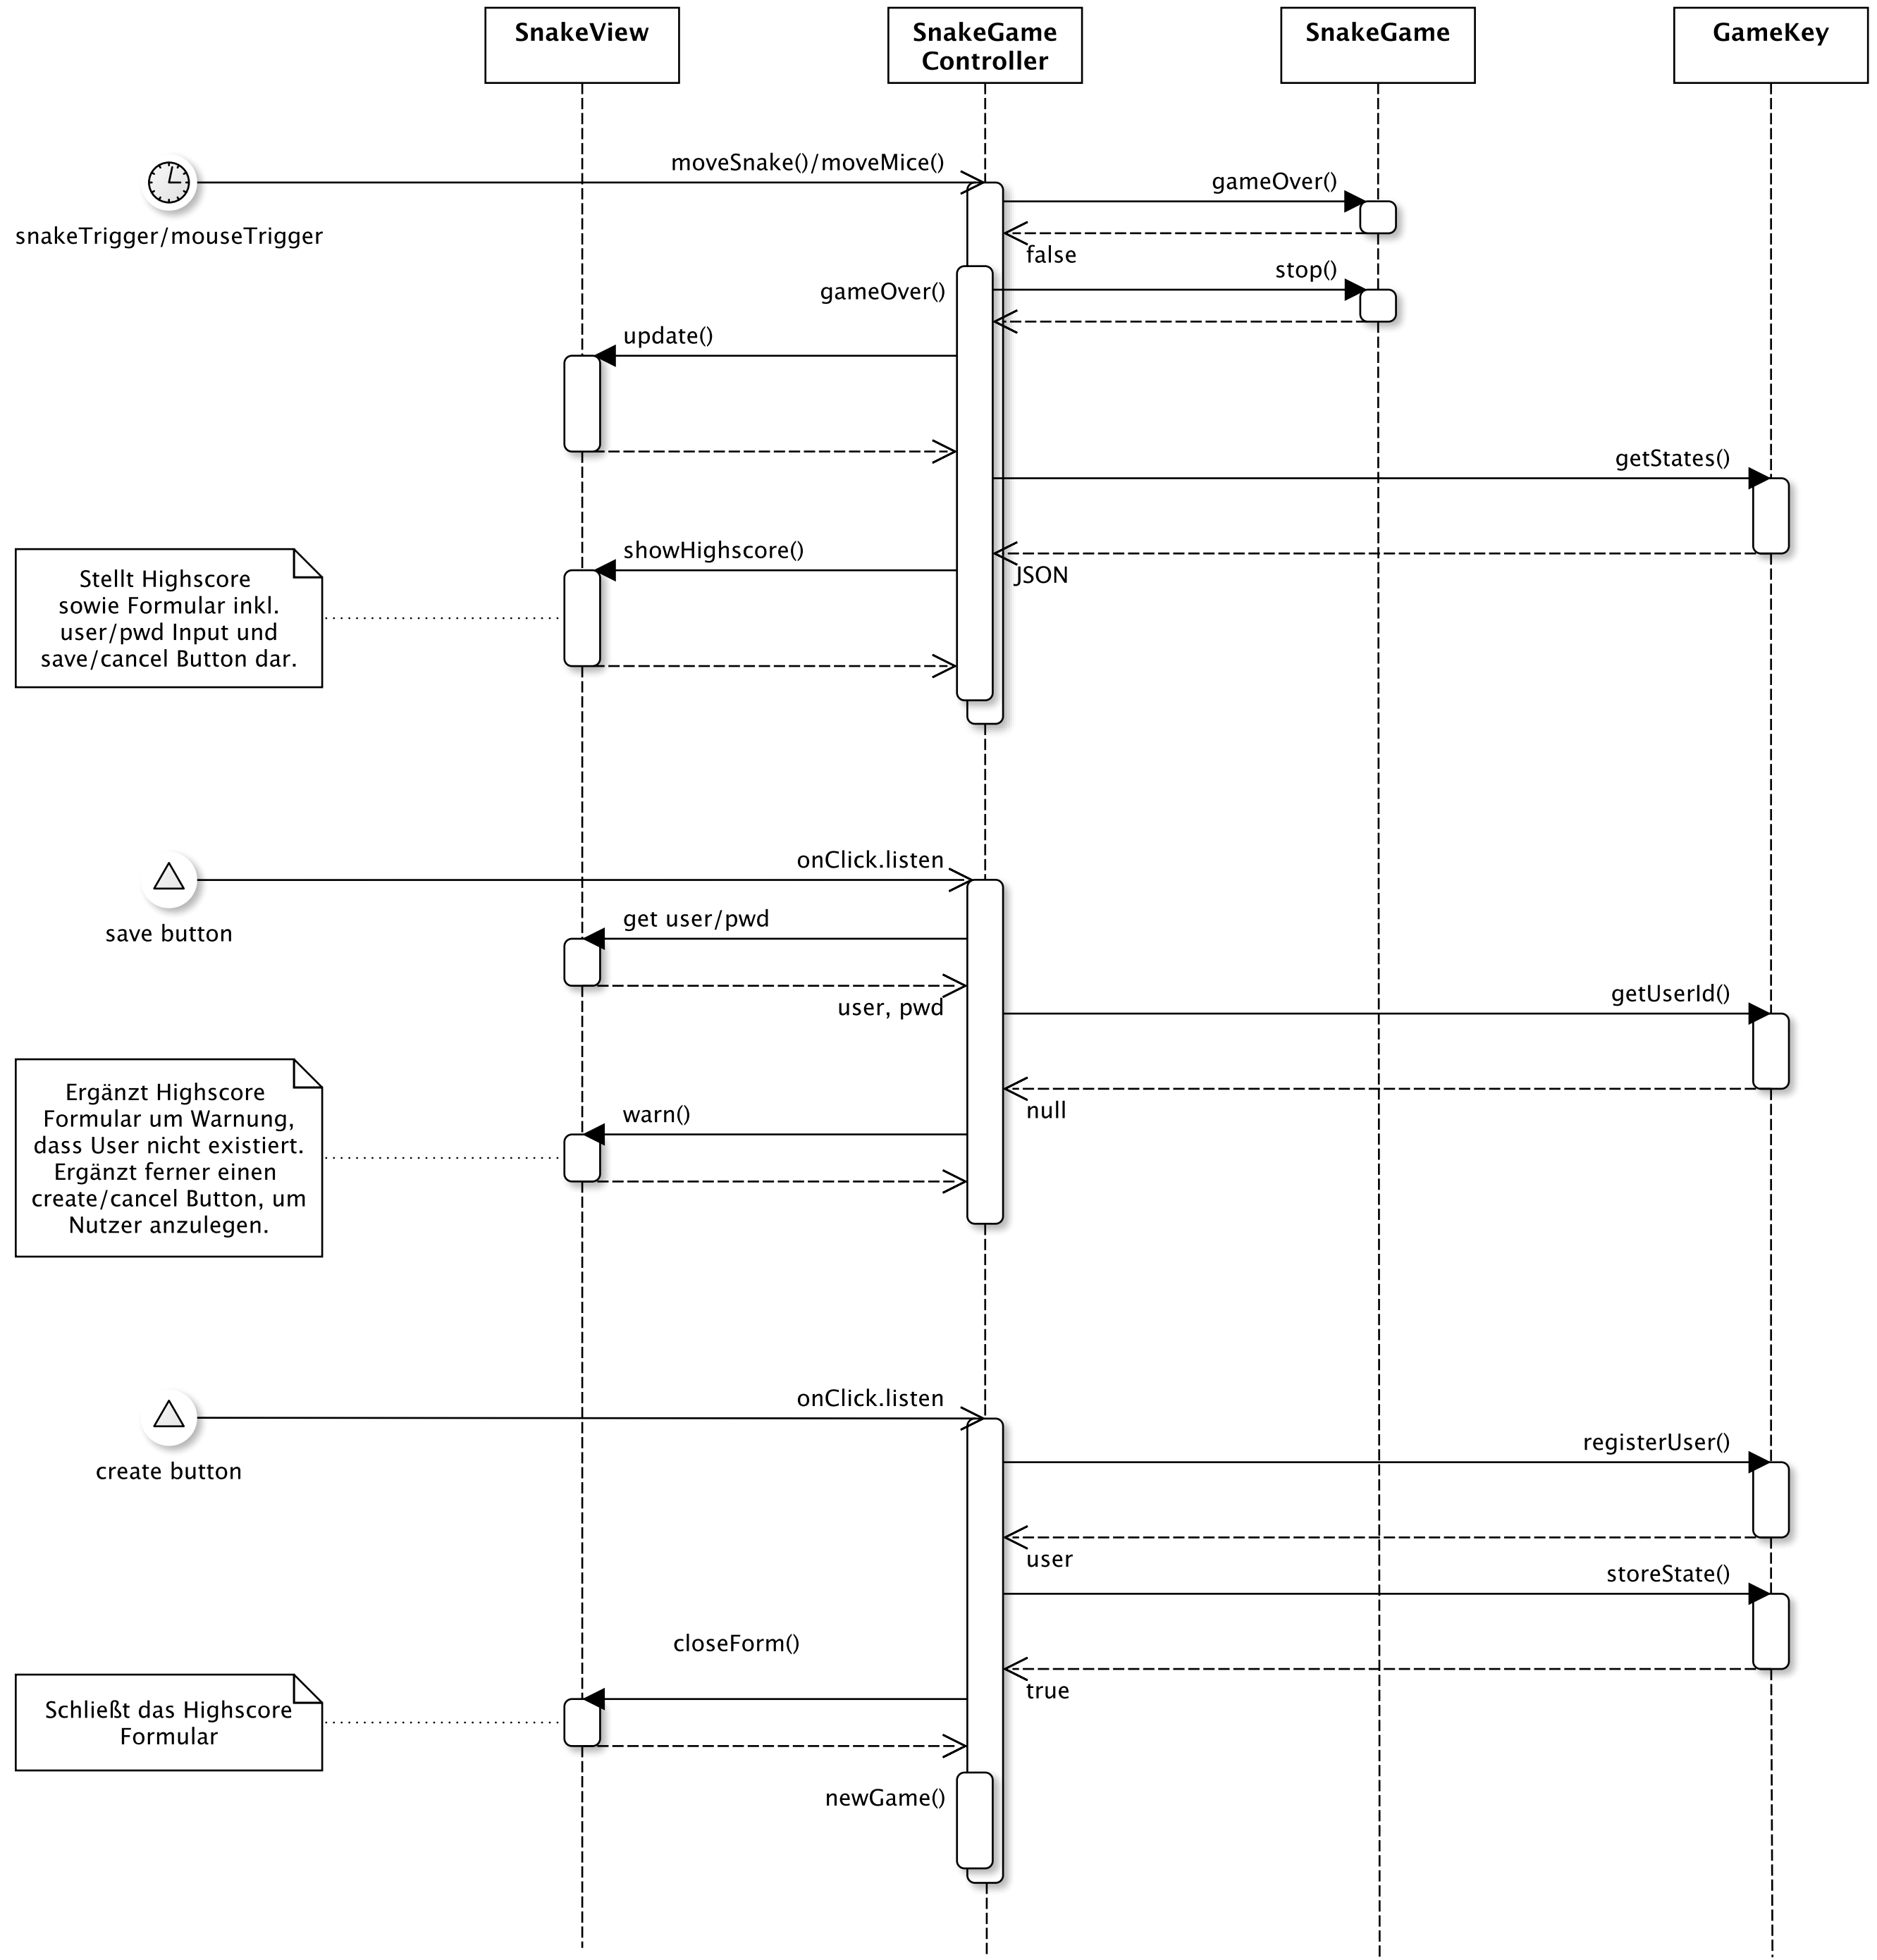 SnakeView
SnakeGame
Controller
SnakeGame
GameKey
moveSnake()/moveMice()
snakeTrigger/mouseTrigger
gameOver()
false
gameOver()
stop()
update()
getStates()
JSON
showHighscore()
Stellt Highscore
sowie Formular inkl.
user/pwd Input und
save/cancel Button dar.
onClick.listen
save button
get user/pwd
user, pwd
getUserId()
null
Ergänzt Highscore
Formular um Warnung,
dass User nicht existiert.
Ergänzt ferner einen
create/cancel Button, um
Nutzer anzulegen.
warn()
onClick.listen
create button
registerUser()
user
storeState()
true
closeForm()
Schließt das Highscore
Formular
newGame()